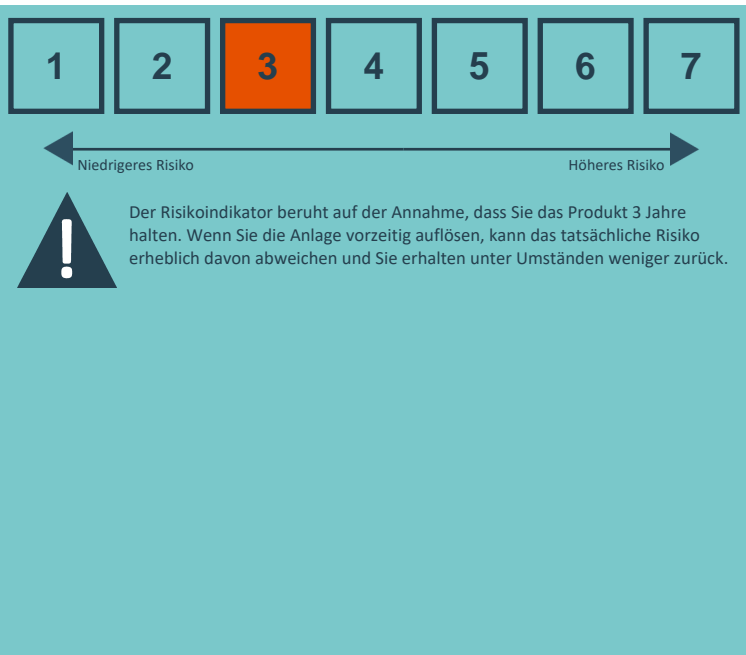 1 2 3 4 5 6 7
Niedrigeres Risiko Höheres Risiko
!
Der Risikoindikator beruht auf der Annahme, dass Sie das Produkt 3 Jahre
halten. Wenn Sie die Anlage vorzeitig auflösen, kann das tatsächliche Risiko
erheblich davon abweichen und Sie erhalten unter Umständen weniger zurück.